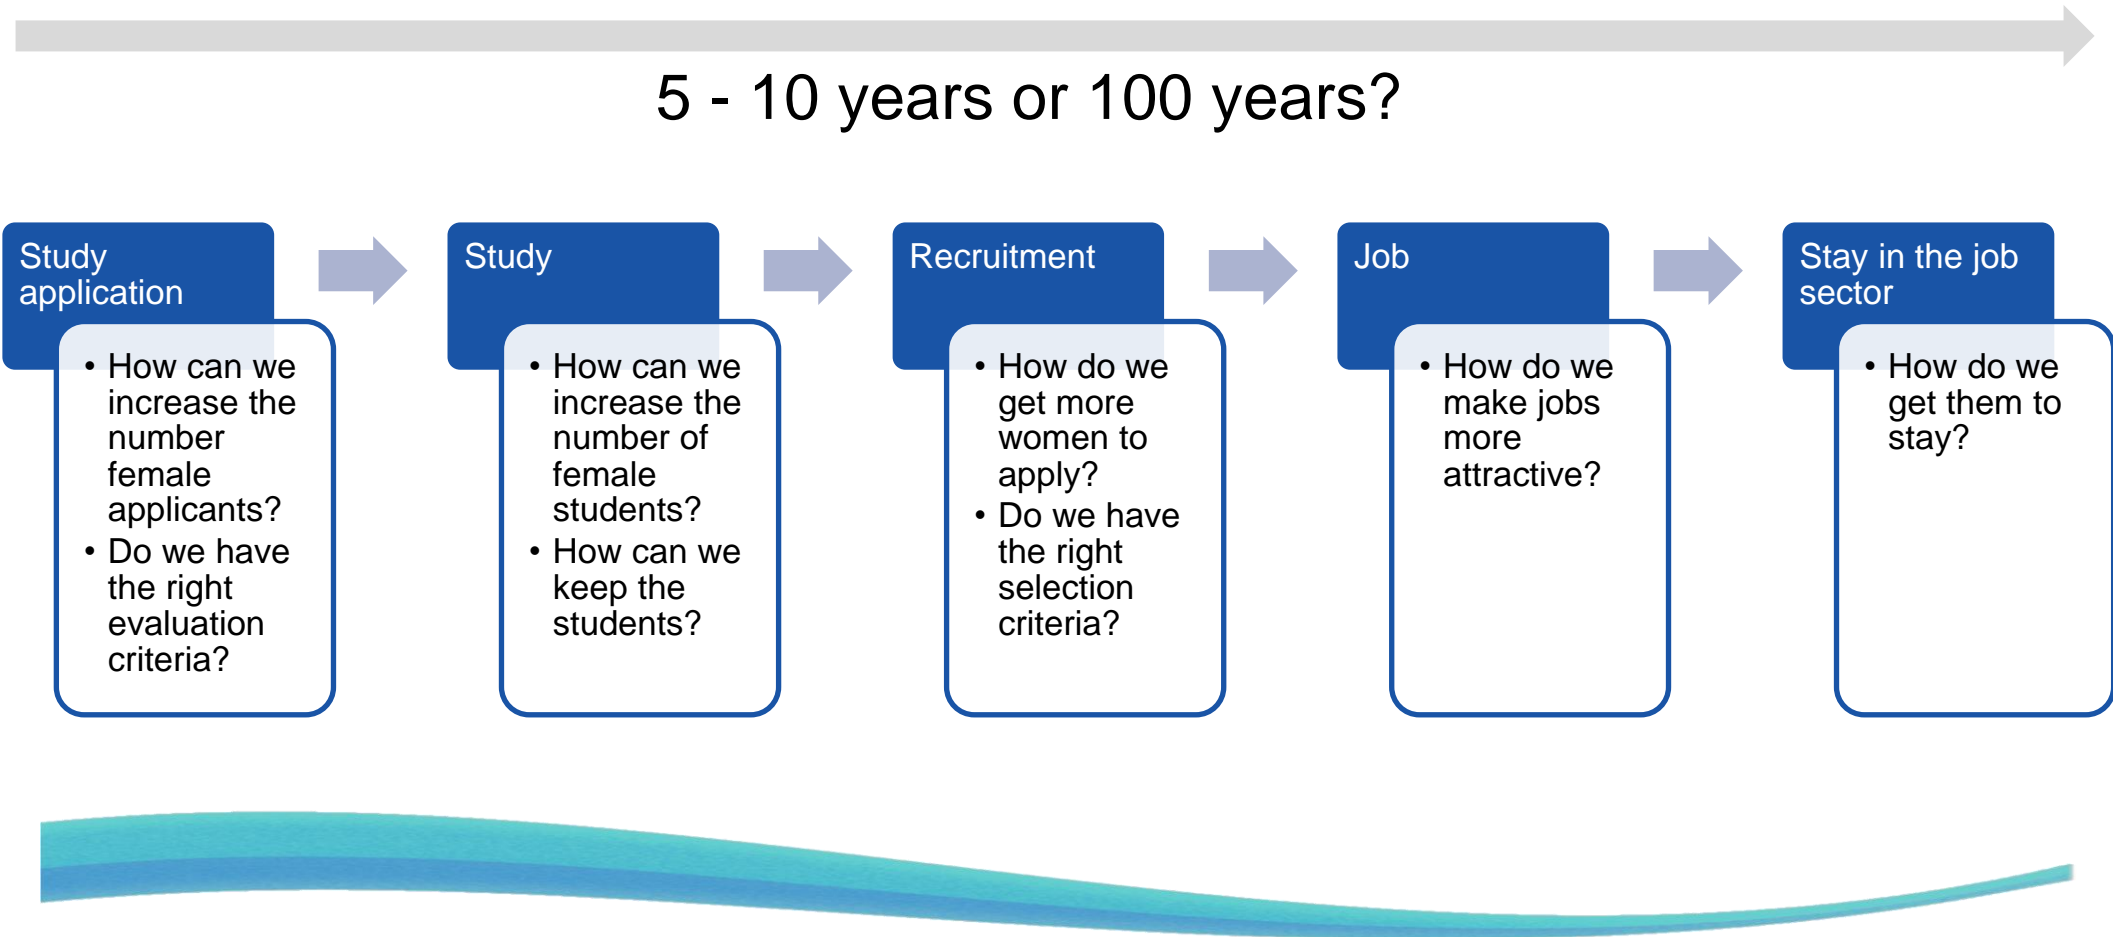 5 - 10 years or 100 years?
Study
application
• How can we
increase the
number
female
applicants?
• Do we have
the right
evaluation
criteria?
Study
• How can we
increase the
number of
female
students?
• How can we
keep the
students?
Recruitment
• How do we
get more
women to
apply?
• Do we have
the right
selection
criteria?
Job
• How do we
make jobs
more
attractive?
Stay in the job
sector
• How do we
get them to
stay?